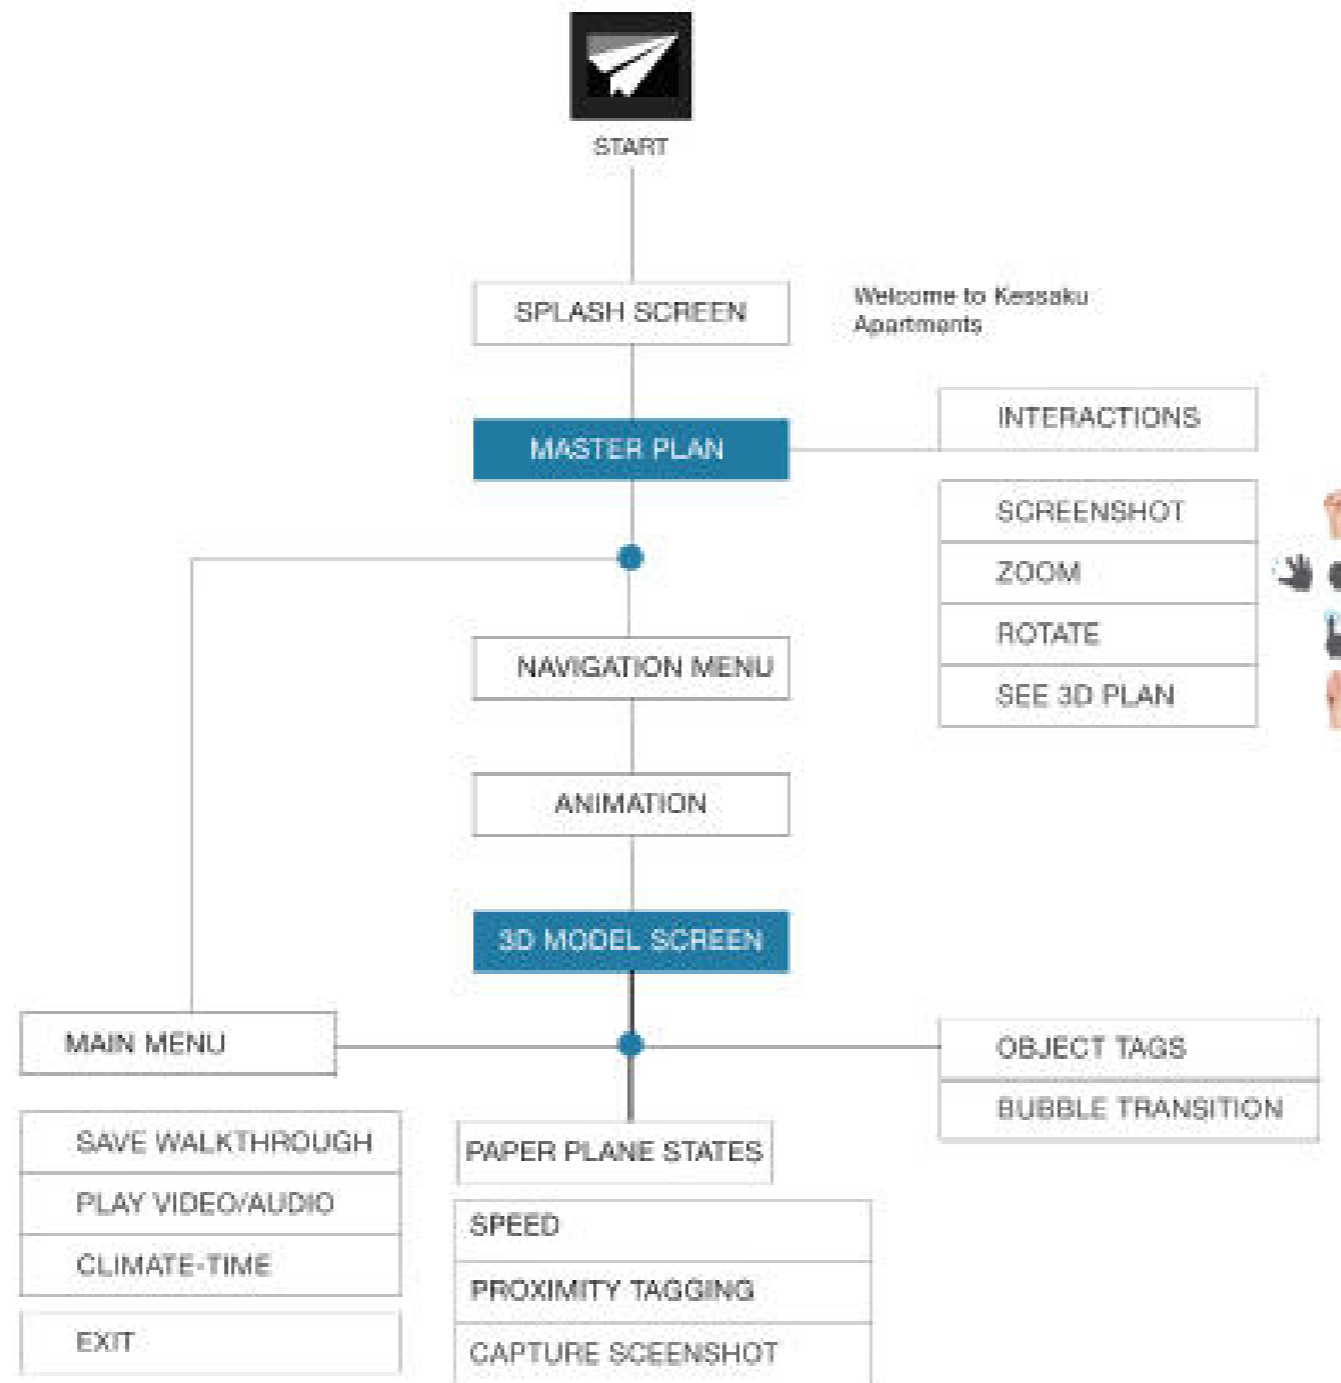 START
SPLASH SCREEN
Welcome to Kessaku
Apartmants
MASTER PLAN
INTERACTIONS
SCREENSHOT
ZOOM
ROTATE
SEE 3D PLAN
NAVIGATION MENU
ANIMATION
3D MODEL SCREEN
MAIN MENU
OBJECT TAGS
BUBBLE TRANSITION
SAVE WALKTHROUGH
PLAY VIDEO/AUDIO
CLIMATE-TIME
EXIT
PAPER PLANE STATES
SPEED
PROXIMITY TAGGING
CAPTURE SCEENSHOT